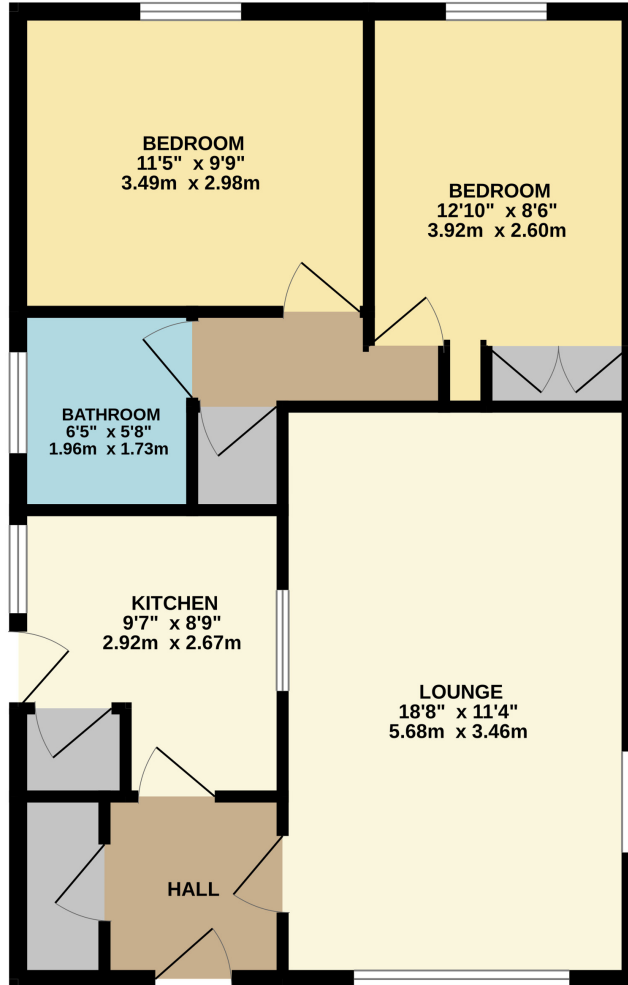 BEDROOM
11'5" x 9'9"
3.49m x 2.98m
BEDROOM
12'10" x 8'6"
3.92m x 2.60m
BATHROOM
6'5" x 5'8"
1.96m x 1.73m
KITCHEN
9'7" x 8'9"
2.92m x 2.67m
LOUNGE
18'8" x 11'4"
5.68m x 3.46m
HALL